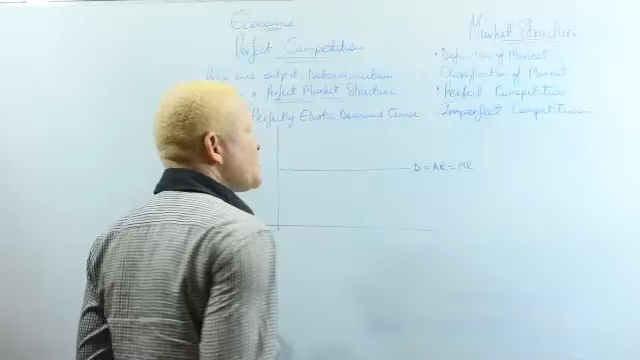 Economics
Perfect Competition
Price and output Determination
a Perfect Market Structure
Perfectly Elastic Demand Curve
D = AR = MR
Market Structure
• Definition of Market
Classification of Market
• Perfect Competition
• Imperfect Competition